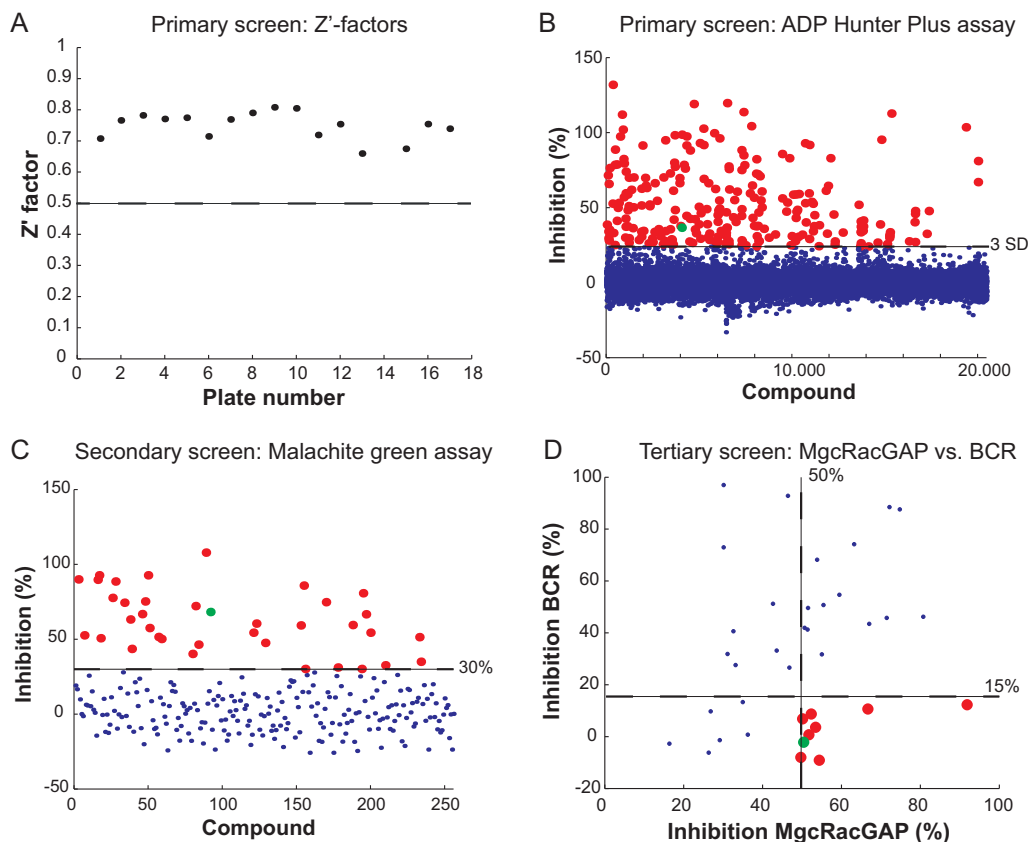 A
Primary screen: Z'-factors
1
0.9
0.8
0.7
0.6
0.5
0.4
0.3
0.2
0.1
0
Z' factor
0 2 4 6 8 10 12 14 16 18
Plate number
B
Primary screen: ADP Hunter Plus assay
150
100
50
0
-50
Inhibition (%)
3 SD
0 10.000 20.000
Compound
C
Secondary screen: Malachite green assay
150
100
50
0
-50
Inhibition (%)
30%
0 50 100 150 200 250
Compound
D
Tertiary screen: MgcRacGAP vs. BCR
50%
100
80
60
40
20
0
-20
Inhibition BCR (%)
15%
0 20 40 60 80 100
Inhibition MgcRacGAP (%)